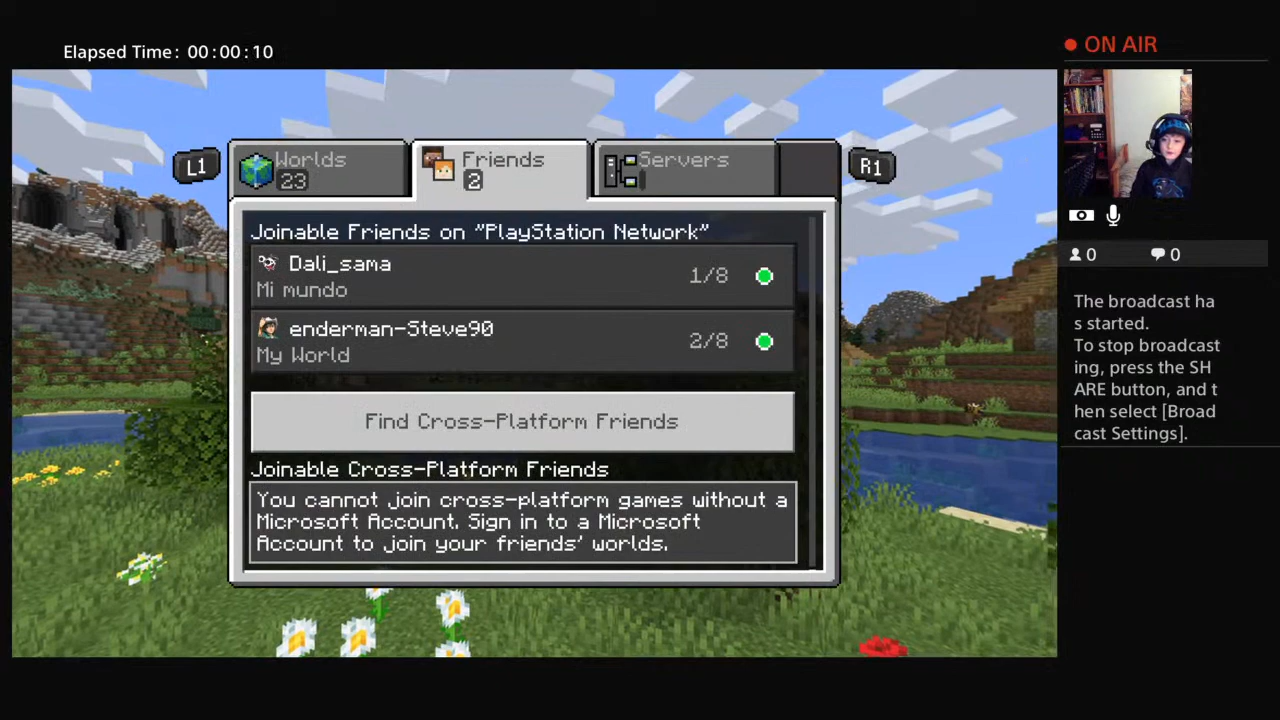 Elapsed Time: 00:00:10
ON AIR
L1
Worlds
23
Friends
2
Servers
R1
Joinable Friends on "PlayStation Network"
Dali_sama
1/8
Mi mundo
enderman-Steve90
2/8
My World
Find Cross-Platform Friends
Joinable Cross-Platform Friends
You cannot join cross-platform games without a
Microsoft Account. Sign in to a Microsoft
Account to join your friends' worlds.
0
0
The broadcast ha
s started.
To stop broadcast
ing, press the SH
ARE button, and t
hen select [Broad
cast Settings].